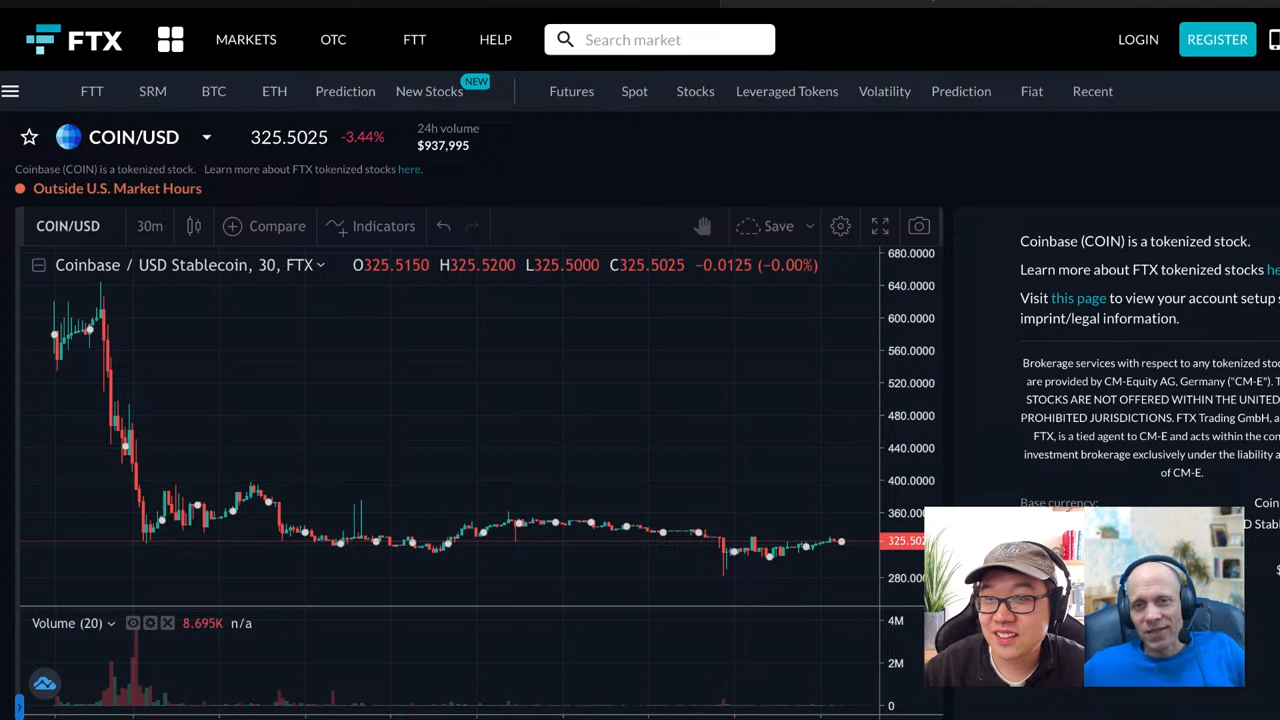 FTX MARKETS OTC FTT HELP Search market LOGIN REGISTER
FTT SRM BTC ETH Prediction New Stocks NEW Futures Spot Stocks Leveraged Tokens Volatility Prediction Fiat Recent
COIN/USD 325.5025 -3.44% 24h volume
$937,995
Coinbase (COIN) is a tokenized stock. Learn more about FTX tokenized stocks here.
Outside U.S. Market Hours
COIN/USD 30m Compare Indicators Save
Coinbase / USD Stablecoin, 30, FTX O325.5150 H325.5200 L325.5000 C325.5025 −0.0125 (−0.00%)
680.0000
640.0000
600.0000
560.0000
520.0000
480.0000
440.0000
400.0000
360.0000
325.502
280.0000
Volume (20) 8.695K n/a
4M
2M
0
Coinbase (COIN) is a tokenized stock.
Learn more about FTX tokenized stocks he
Visit this page to view your account setup s
imprint/legal information.
Brokerage services with respect to any tokenized stoc
are provided by CM-Equity AG, Germany ("CM-E"). T
STOCKS ARE NOT OFFERED WITHIN THE UNITED
PROHIBITED JURISDICTIONS. FTX Trading GmbH, a
FTX, is a tied agent to CM-E and acts within the con
investment brokerage exclusively under the liability a
of CM-E.
Base currency: Coin
D Stabl